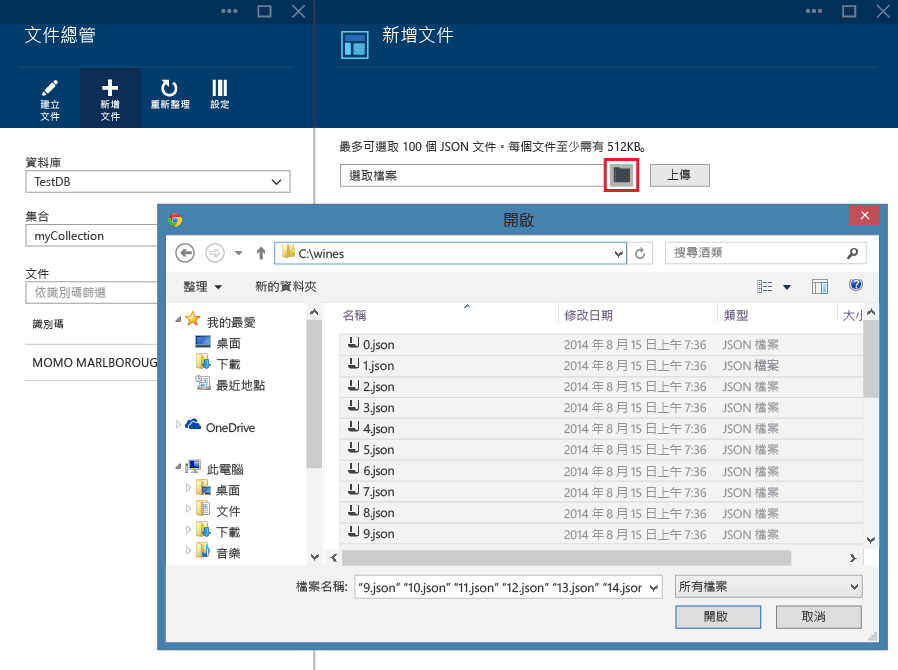 文件總管
新增文件
建立
文件
新增
文件
重新整理
設定
最多可選取 100 個 JSON 文件。每個文件至少需有 512KB。
選取檔案
上傳
資料庫
TestDB
集合
myCollection
文件
依識別碼篩選
識別碼
MOMO MARLBOROUG
開啟
C:\wines
搜尋酒類
整理
新的資料夾
我的最愛
桌面
下載
最近地點
OneDrive
此電腦
桌面
文件
下載
音樂
名稱 修改日期 類型 大小
0.json 2014 年 8 月 15 日上午 7:36 JSON 檔案
1.json 2014 年 8 月 15 日上午 7:36 JSON 檔案
2.json 2014 年 8 月 15 日上午 7:36 JSON 檔案
3.json 2014 年 8 月 15 日上午 7:36 JSON 檔案
4.json 2014 年 8 月 15 日上午 7:36 JSON 檔案
5.json 2014 年 8 月 15 日上午 7:36 JSON 檔案
6.json 2014 年 8 月 15 日上午 7:36 JSON 檔案
7.json 2014 年 8 月 15 日上午 7:36 JSON 檔案
8.json 2014 年 8 月 15 日上午 7:36 JSON 檔案
9.json 2014 年 8 月 15 日上午 7:36 JSON 檔案
檔案名稱: "9.json" "10.json" "11.json" "12.json" "13.json" "14.jsor
所有檔案
開啟
取消